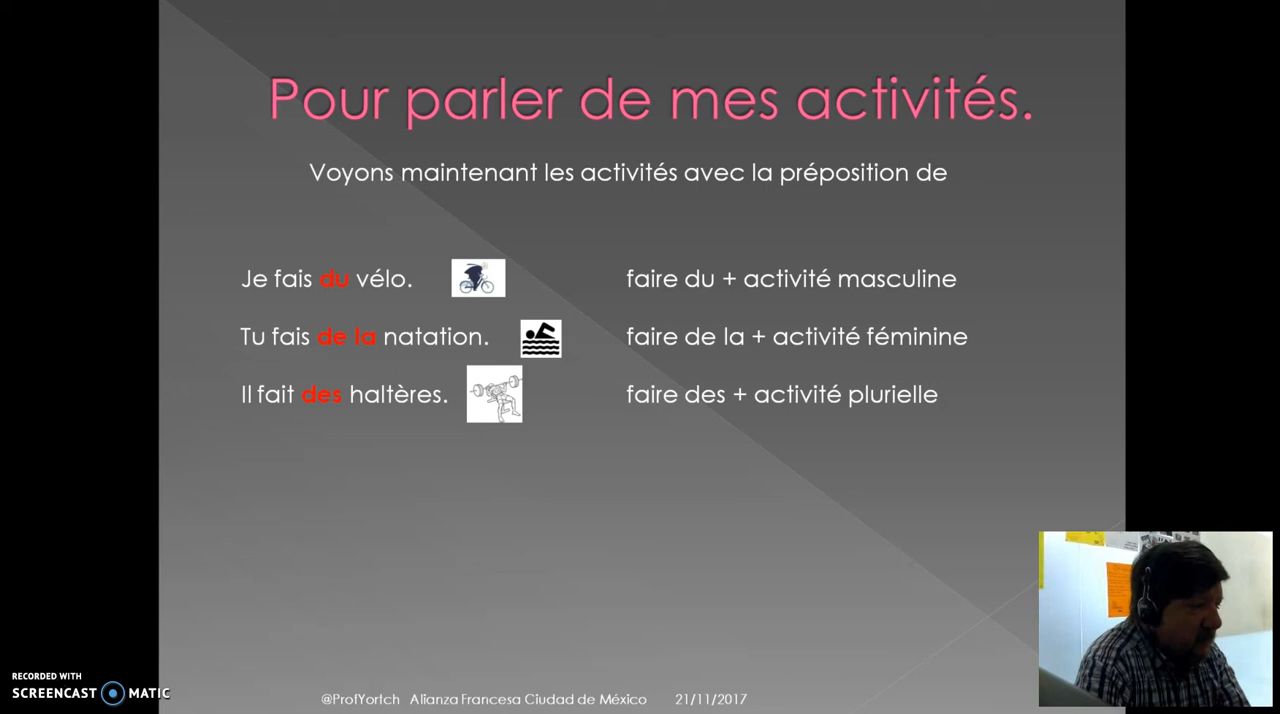 Pour parler de mes activités.
Voyons maintenant les activités avec la préposition de
Je fais du vélo.
faire du + activité masculine
Tu fais de la natation.
faire de la + activité féminine
Il fait des haltères.
faire des + activité plurielle
RECORDED WITH
SCREENCAST MATIC
@ProfYortch Alianza Francesa Ciudad de México 21/11/2017